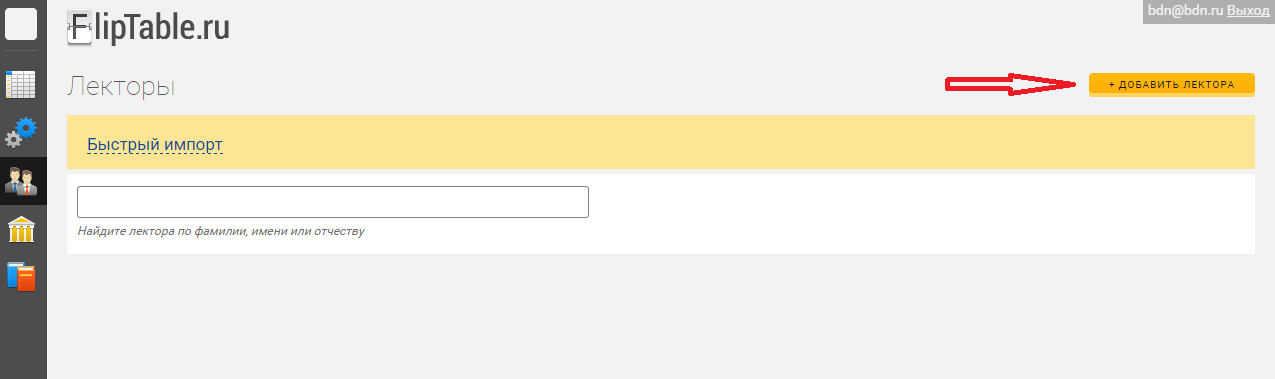 bdn@bdn.ru Выход
FlipTable.ru
Лекторы
+ ДОБАВИТЬ ЛЕКТОРА
Быстрый импорт
Найдите лектора по фамилии, имени или отчеству